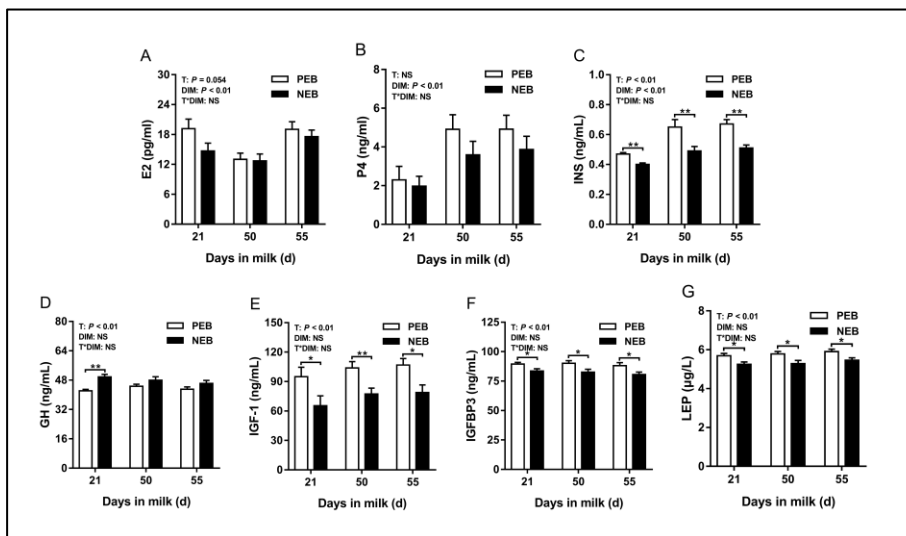 A
T: P = 0.054
DIM: P < 0.01
T*DIM: NS
PEB
NEB
E2 (pg/ml)
30
24
18
12
6
0
21 50 55
Days in milk (d)
B
T: NS
DIM: P < 0.01
T*DIM: NS
PEB
NEB
P4 (ng/ml)
8
6
4
2
0
21 50 55
Days in milk (d)
C
T: P < 0.01
DIM: P < 0.01
T*DIM: NS
PEB
NEB
** ** **
INS (ng/mL)
1.0
0.8
0.6
0.4
0.2
0.0
21 50 55
Days in milk (d)
D
T: P < 0.01
DIM: NS
T*DIM: NS
PEB
NEB
**
GH (ng/mL)
80
64
48
32
16
0
21 50 55
Days in milk (d)
E
T: P < 0.01
DIM: NS
T*DIM: NS
PEB
NEB
* ** *
IGF-1 (ng/mL)
150
120
90
60
30
0
21 50 55
Days in milk (d)
F
T: P < 0.01
DIM: NS
T*DIM: NS
PEB
NEB
* * *
IGFBP3 (ng/mL)
125
100
75
50
25
0
21 50 55
Days in milk (d)
G
T: P < 0.01
DIM: NS
T*DIM: NS
PEB
NEB
* * *
LEP (μg/L)
8
6
4
2
0
21 50 55
Days in milk (d)